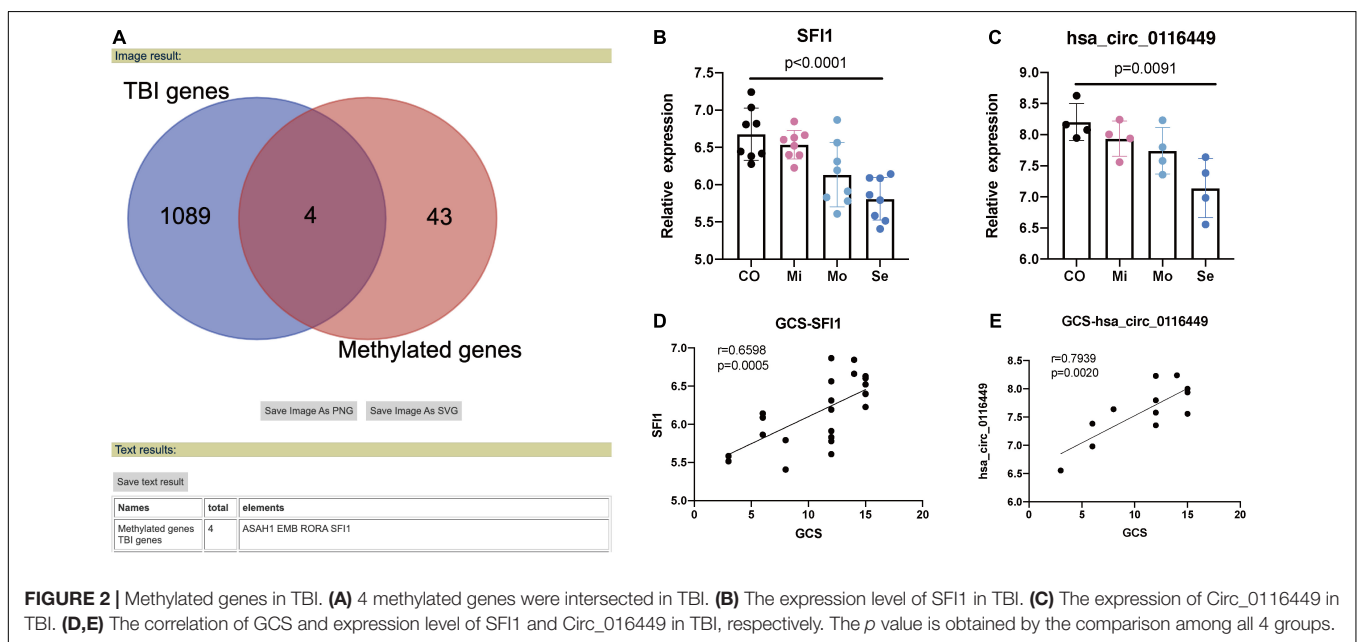 A
Image result:
TBI genes
1089
4
43
Methylated genes
Save Image As PNG
Save Image As SVG
Text results:
Save text result
Names total elements
Methylated genes 4 ASAH1 EMB RORA SFI1
TBI genes
B
SFI1
p<0.0001
Relative expression
7.5
7.0
6.5
6.0
5.5
5.0
CO Mi Mo Se
C
hsa_circ_0116449
p=0.0091
Relative expression
9.0
8.5
8.0
7.5
7.0
6.5
6.0
CO Mi Mo Se
D
GCS-SFI1
r=0.6598
p=0.0005
SFI1
7.0
6.5
6.0
5.5
5.0
0 5 10 15 20
GCS
E
GCS-hsa_circ_0116449
r=0.7939
p=0.0020
hsa_circ_0116449
8.5
8.0
7.5
7.0
6.5
6.0
0 5 10 15 20
GCS
FIGURE 2 | Methylated genes in TBI. (A) 4 methylated genes were intersected in TBI. (B) The expression level of SFI1 in TBI. (C) The expression of Circ_0116449 in
TBI. (D,E) The correlation of GCS and expression level of SFI1 and Circ_016449 in TBI, respectively. The p value is obtained by the comparison among all 4 groups.